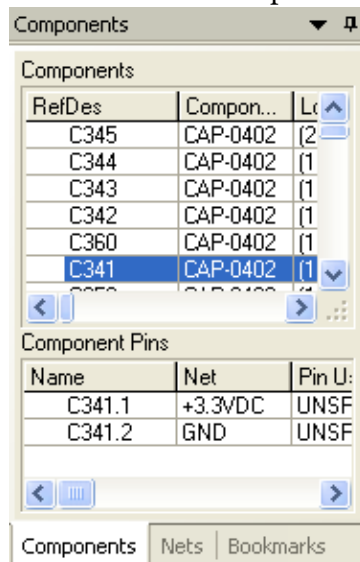 Components
Components
RefDes Compon... Lo
C345 CAP-0402 (2
C344 CAP-0402 (1
C343 CAP-0402 (1
C342 CAP-0402 (1
C360 CAP-0402 (1
C341 CAP-0402 (1
Component Pins
Name Net Pin U:
C341.1 +3.3VDC UNSF
C341.2 GND UNSF
Components Nets Bookmarks